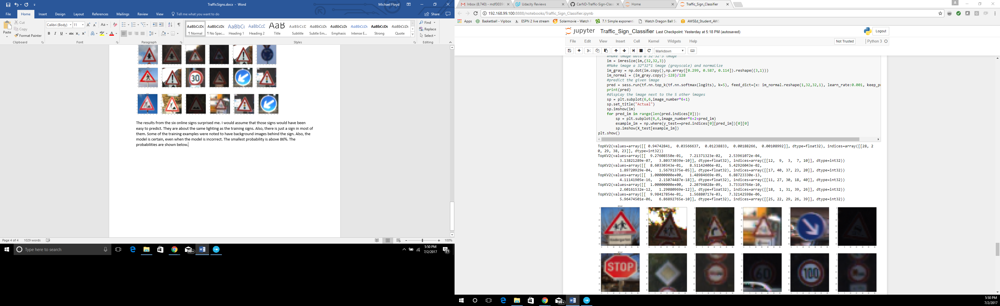 TrafficSigns.docx - Word
Michael Floyd
File Home Insert Design Layout References Mailings Review View Tell me what you want to do
Share
Paste
Cut
Copy
Format Painter
Clipboard
Calibri (Body) 11
Font
Paragraph
¶ Normal
¶ No Spac...
Heading 1
Heading 2
Title
Subtitle
Subtle Em...
Emphasis
Intense E...
Strong
Quote
Styles
Find
Replace
Select
Editing
30
The results from the six online signs surprised me. I would assume that those signs would have been
easy to predict. They are about the same lighting as the training signs. Also, there is just a sign in most of
them. Some of the training examples were noted to have background images behind the sign. Also, the
model is certain, even when the model is incorrect. The smallest probability is above 86%. The
probabilities are shown below.
Page 4 of 4 1029 words
100%
Type here to search
99+
5:50 PM
7/2/2017
21
Inbox (8,740) - mdf3039
Udacity Reviews
CarND-Traffic-Sign-Class
Home
Traffic_Sign_Classifier
192.168.99.100:8888/notebooks/Traffic_Sign_Classifier.ipynb
Apps
Basketball - Vipbox
ESPN 2 live stream
Solarmovie - Watch F
7.1 Simple exponenti
Watch Dragon Ball S
AWSEd_Student_AWS
jupyter Traffic_Sign_Classifier Last Checkpoint: Yesterday at 5:18 PM (autosaved)
Logout
File Edit View Insert Cell Kernel Widgets Help
Not Trusted
Python 3
Markdown
#Make image data a 32*32*3 image
im = imresize(im,(32,32,3))
#Make image a 32*32*1 image (grayscale) and normalize
im_gray = np.dot(im.copy(),np.array([0.299, 0.587, 0.114]).reshape((3,1)))
im_normal = (im_gray.copy()-128)/128
#predict the given image
pred = sess.run(tf.nn.top_k(tf.nn.softmax(logits), k=5), feed_dict={x: im_normal.reshape(1,32,32,1), learn_rate:0.001, keep_p
print(pred)
#display the image next to the 5 other images
sp = plt.subplot(6,6,image_number*6+1)
sp.set_title("Actual")
sp.imshow(im)
for pred_im in range(len(pred.indices[0])):
sp = plt.subplot(6,6,image_number*6+2+pred_im)
example_im = np.where(y_test==pred.indices[0][pred_im])[0][0]
sp.imshow(X_test[example_im])
plt.show()
TopKV2(values=array([[ 0.94742841, 0.03566637, 0.01238833, 0.00188266, 0.00108992]], dtype=float32), indices=array([[28, 2
0, 29, 38, 23]], dtype=int32))
TopKV2(values=array([[ 9.27608550e-01, 7.21371323e-02, 2.53961072e-04,
3.13821289e-07, 3.80373039e-10]], dtype=float32), indices=array([[12, 9, 3, 7, 10]], dtype=int32))
TopKV2(values=array([[ 8.60330343e-01, 8.51142406e-02, 5.42926043e-02,
1.89720929e-04, 1.56791375e-05]], dtype=float32), indices=array([[17, 40, 37, 23, 20]], dtype=int32))
TopKV2(values=array([[ 1.00000000e+00, 1.48984669e-09, 6.88723330e-13,
4.11141905e-16, 2.15074487e-18]], dtype=float32), indices=array([[11, 27, 30, 18, 40]], dtype=int32))
TopKV2(values=array([[ 1.00000000e+00, 2.20794028e-09, 3.73319764e-10,
2.60161532e-12, 1.29080969e-12]], dtype=float32), indices=array([[18, 1, 31, 39, 26]], dtype=int32))
TopKV2(values=array([[ 9.98417854e-01, 1.56880717e-03, 7.32142598e-06,
5.96474501e-06, 6.86892765e-10]], dtype=float32), indices=array([[25, 22, 29, 26, 39]], dtype=int32))
Actual
Actual
STOP
60
100
99+
5:50 PM
7/2/2017